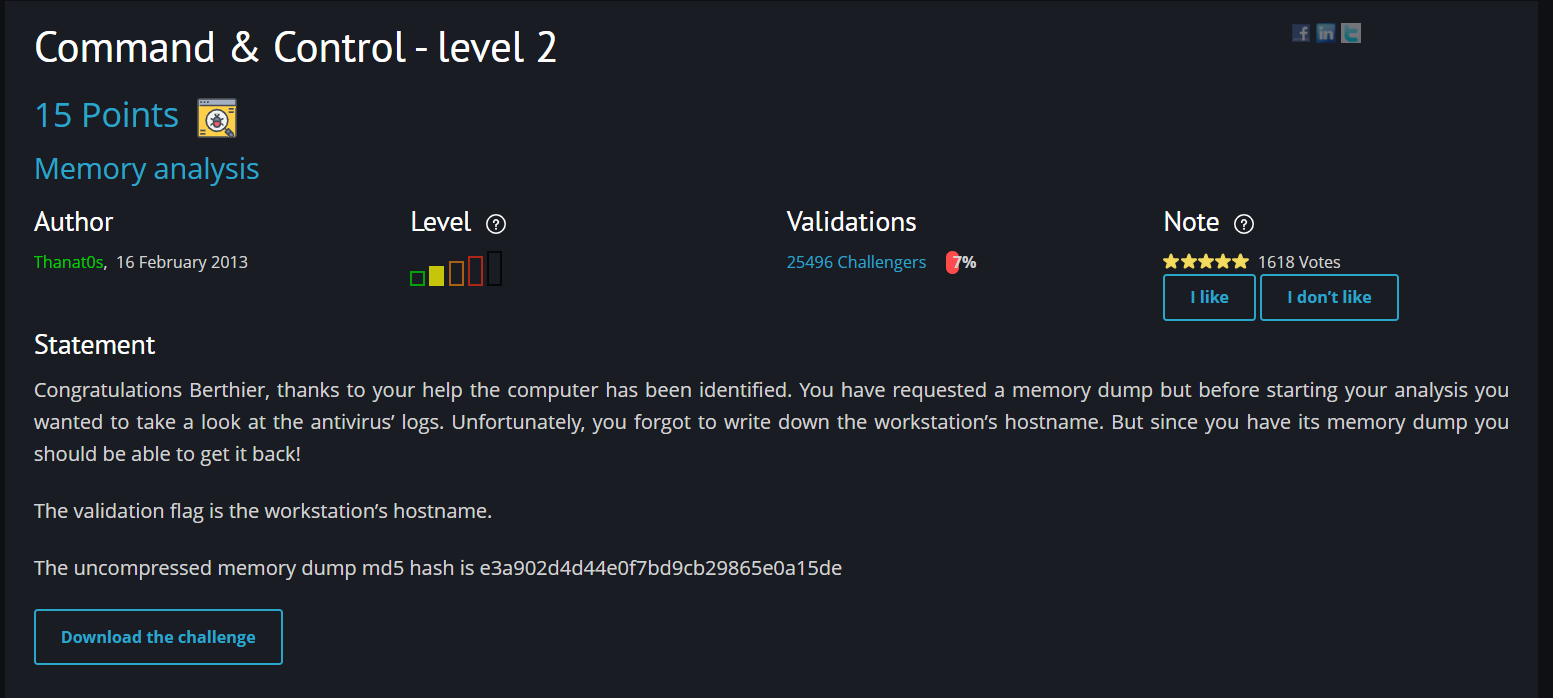 Command & Control - level 2
15 Points
Memory analysis
Author
Thanat0s, 16 February 2013
Level ?
Validations
25496 Challengers 7%
Note ?
1618 Votes
I like
I don’t like
Statement
Congratulations Berthier, thanks to your help the computer has been identified. You have requested a memory dump but before starting your analysis you
wanted to take a look at the antivirus’ logs. Unfortunately, you forgot to write down the workstation’s hostname. But since you have its memory dump you
should be able to get it back!
The validation flag is the workstation’s hostname.
The uncompressed memory dump md5 hash is e3a902d4d44e0f7bd9cb29865e0a15de
Download the challenge